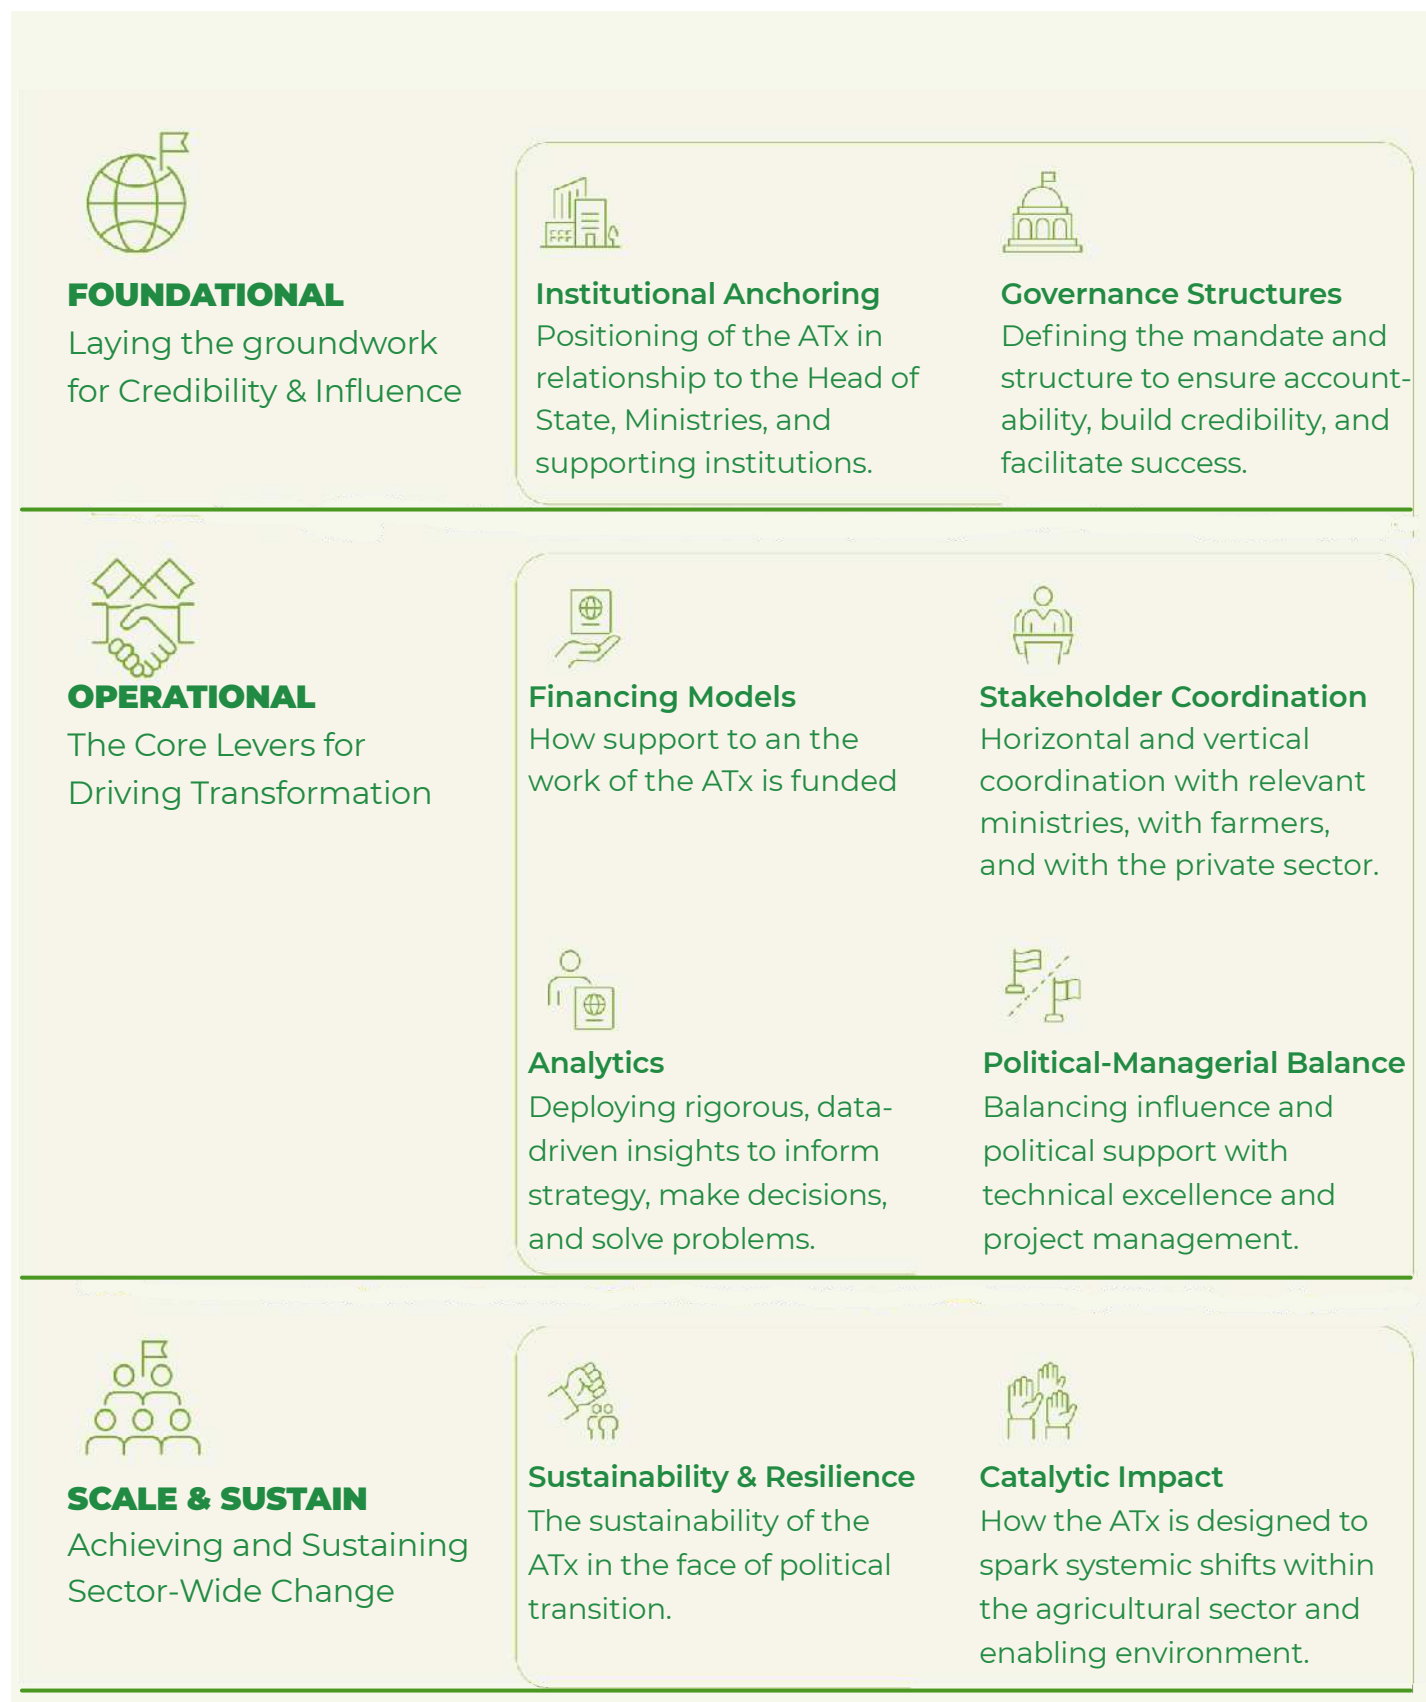 FOUNDATIONAL
Laying the groundwork
for Credibility & Influence
Institutional Anchoring
Positioning of the ATx in
relationship to the Head of
State, Ministries, and
supporting institutions.
Governance Structures
Defining the mandate and
structure to ensure account-
ability, build credibility, and
facilitate success.
OPERATIONAL
The Core Levers for
Driving Transformation
Financing Models
How support to an the
work of the ATx is funded
Stakeholder Coordination
Horizontal and vertical
coordination with relevant
ministries, with farmers,
and with the private sector.
Analytics
Deploying rigorous, data-
driven insights to inform
strategy, make decisions,
and solve problems.
Political-Managerial Balance
Balancing influence and
political support with
technical excellence and
project management.
SCALE & SUSTAIN
Achieving and Sustaining
Sector-Wide Change
Sustainability & Resilience
The sustainability of the
ATx in the face of political
transition.
Catalytic Impact
How the ATx is designed to
spark systemic shifts within
the agricultural sector and
enabling environment.